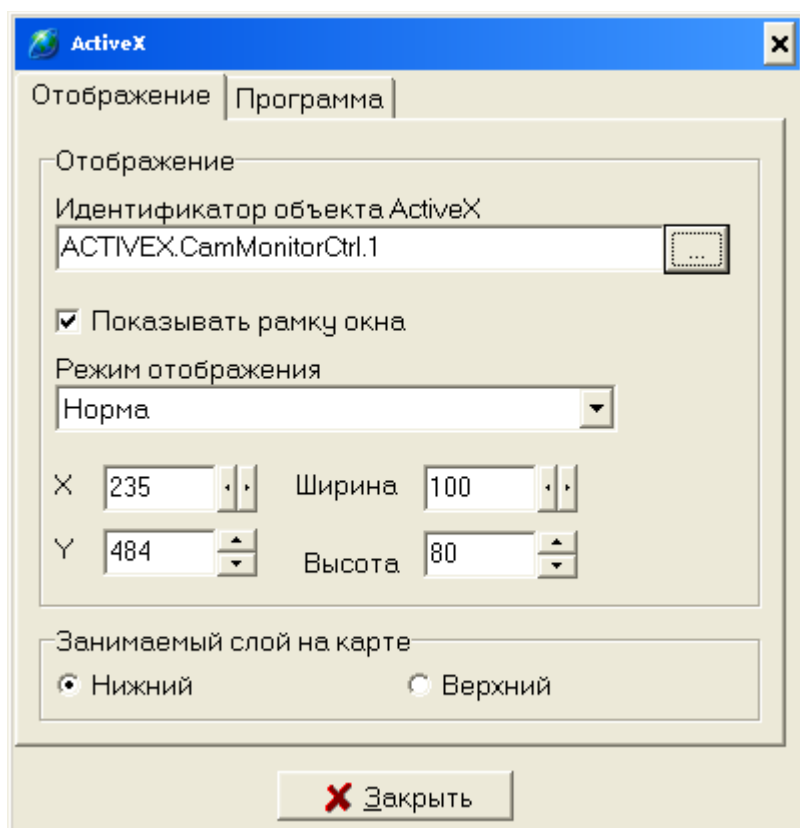 ActiveX
Отображение Программа
Отображение
Идентификатор объекта ActiveX
ACTIVEX.CamMonitorCtrl.1 ...
Показывать рамку окна
Режим отображения
Норма
X 235 Ширина 100
Y 484 Высота 80
Занимаемый слой на карте
Нижний Верхний
Закрыть